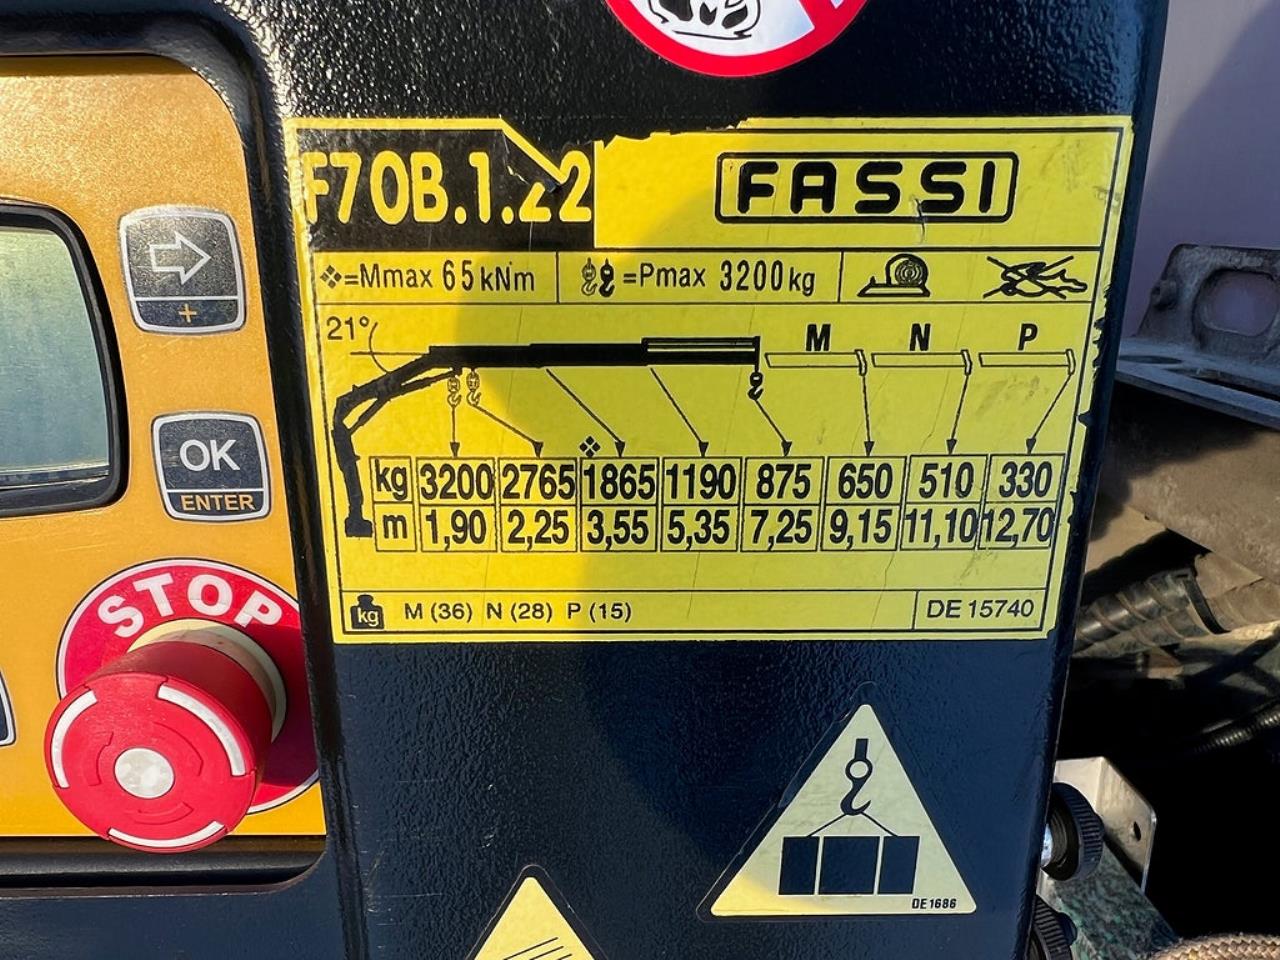 F70B.1.22
FASSI
=Mmax 65 kNm
=Pmax 3200 kg
21°
M N P
kg 3200 2765 1865 1190 875 650 510 330
m 1,90 2,25 3,55 5,35 7,25 9,15 11,10 12,70
kg M (36) N (28) P (15)
DE 15740
+
OK
ENTER
STOP
DE 1686